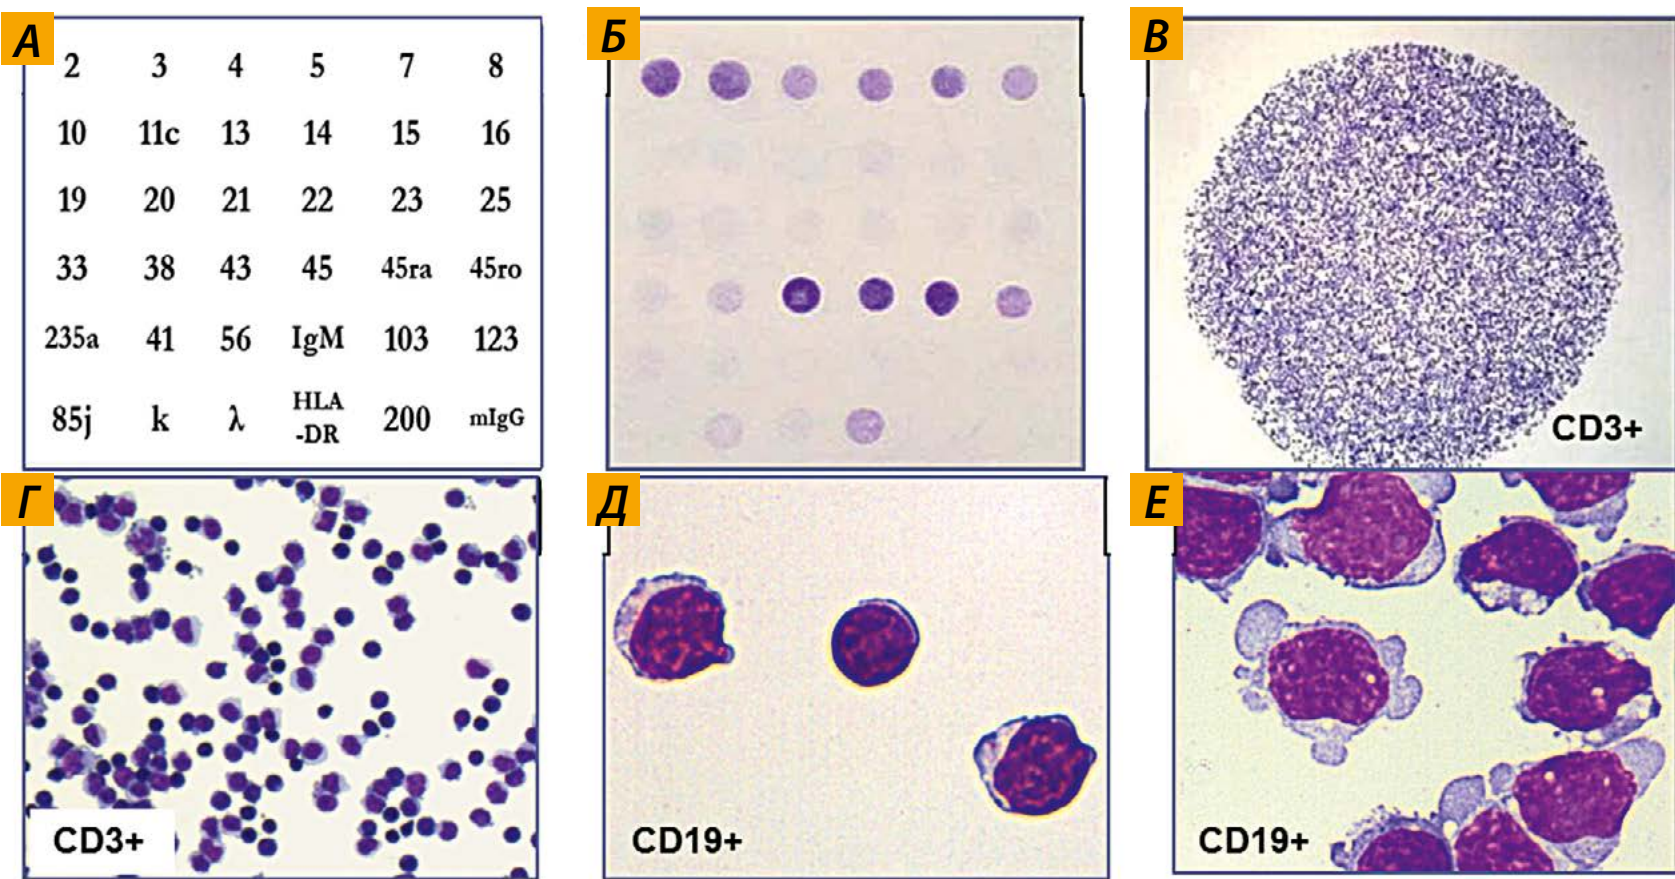 А
2 3 4 5 7 8
10 11c 13 14 15 16
19 20 21 22 23 25
33 38 43 45 45ra 45ro
235a 41 56 IgM 103 123
85j k λ HLA-DR 200 mIgG
Б
В
CD3+
Г
CD3+
Д
CD19+
Е
CD19+